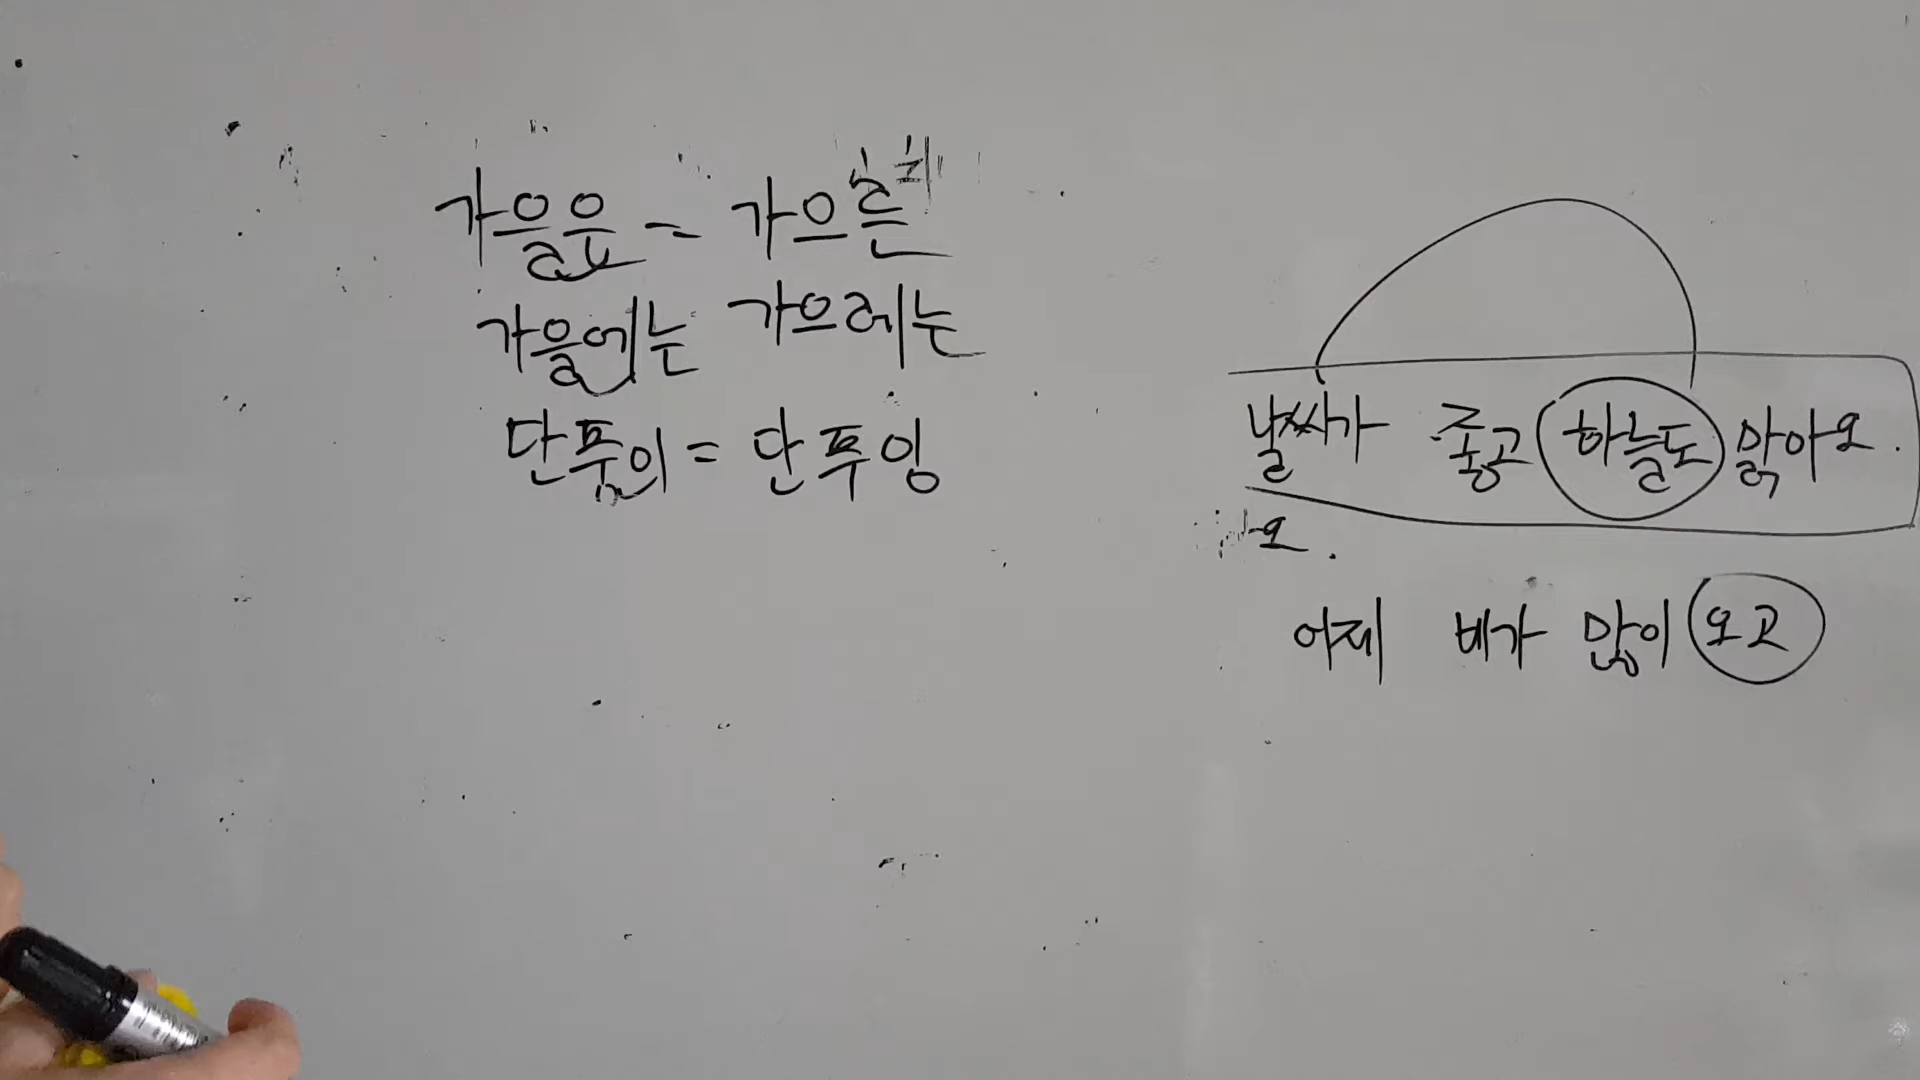 가을은 = 가으른
가을에는 가으레는
단풍이 = 단푸잉
날씨가 좋고 하늘도 맑아요.
요.
어제 비가 많이 오고